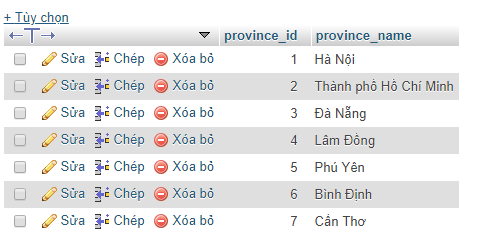 + Tùy chọn
province_id province_name
Sửa Chép Xóa bỏ 1 Hà Nội
Sửa Chép Xóa bỏ 2 Thành phố Hồ Chí Minh
Sửa Chép Xóa bỏ 3 Đà Nẵng
Sửa Chép Xóa bỏ 4 Lâm Đồng
Sửa Chép Xóa bỏ 5 Phú Yên
Sửa Chép Xóa bỏ 6 Bình Định
Sửa Chép Xóa bỏ 7 Cần Thơ